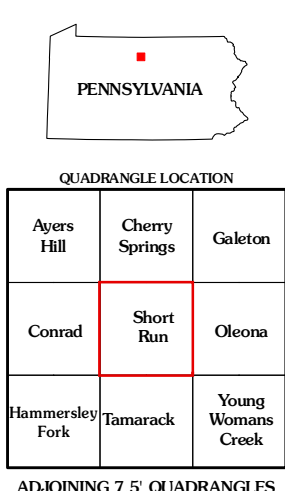 PENNSYLVANIA
QUADRANGLE LOCATION
Ayers
Hill
Cherry
Springs
Galeton
Conrad
Short
Run
Oleona
Hammersley
Fork
Tamarack
Young
Womans
Creek
ADJOINING 7.5' QUADRANGLES